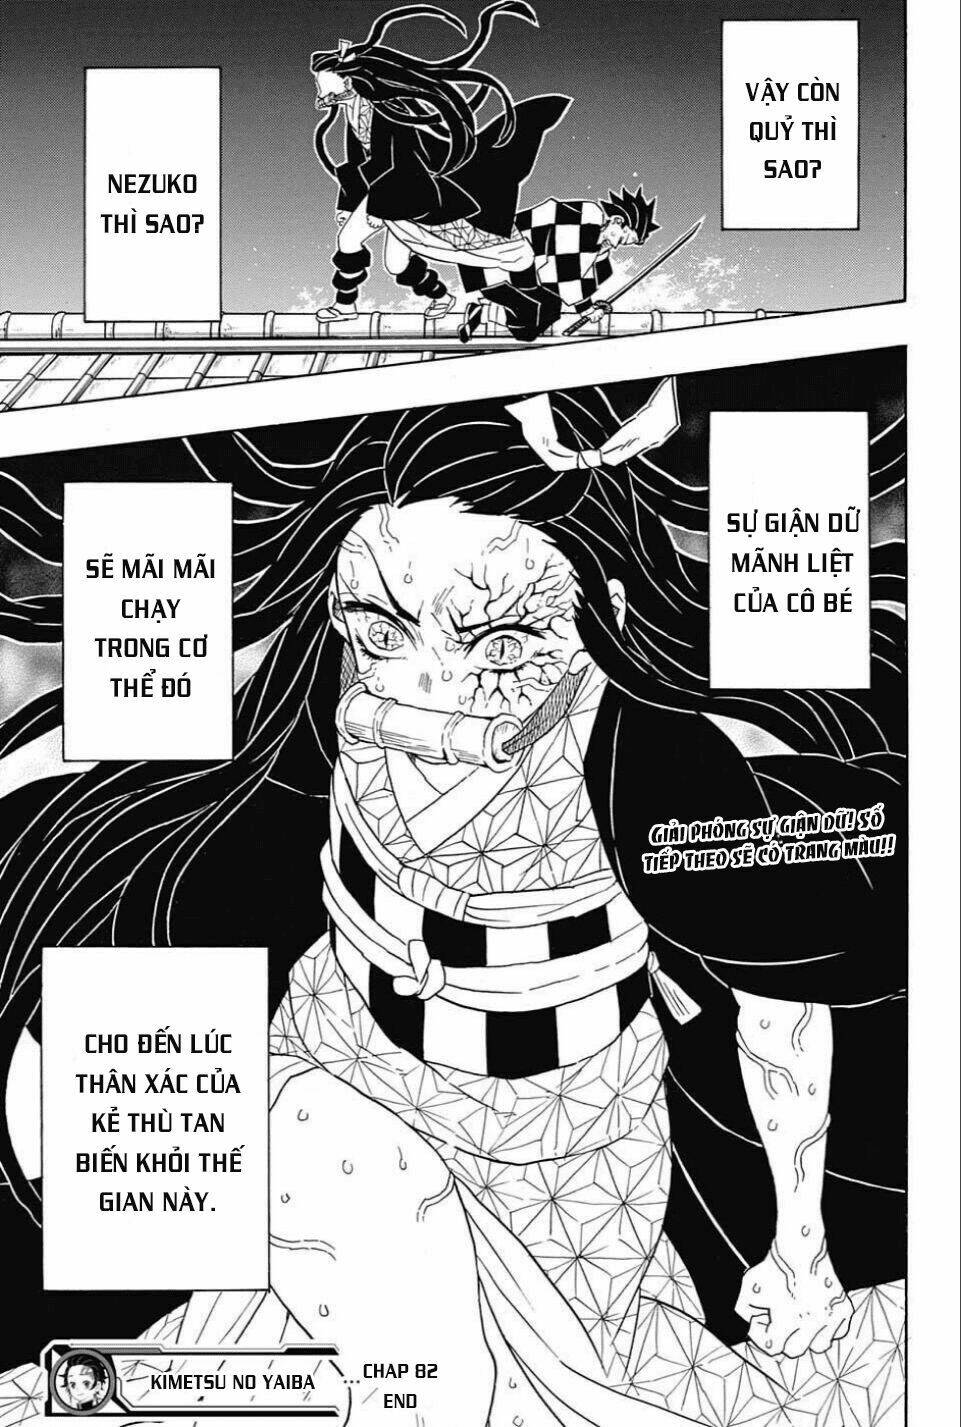 VẬY CÒN
QUỶ THÌ
SAO?
NEZUKO
THÌ SAO?
SỰ GIẬN DỮ
MÃNH LIỆT
CỦA CÔ BÉ
SẼ MÃI MÃI
CHẠY
TRONG CƠ
THỂ ĐÓ
GIẢI PHÓNG SỰ GIẬN DỮ! SỐ
TIẾP THEO SẼ CÓ TRANG MÀU!!
CHO ĐẾN LÚC
THÂN XÁC CỦA
KẺ THÙ TAN
BIẾN KHỎI THẾ
GIAN NÀY.
KIMETSU NO YAIBA
...CHAP 82
END